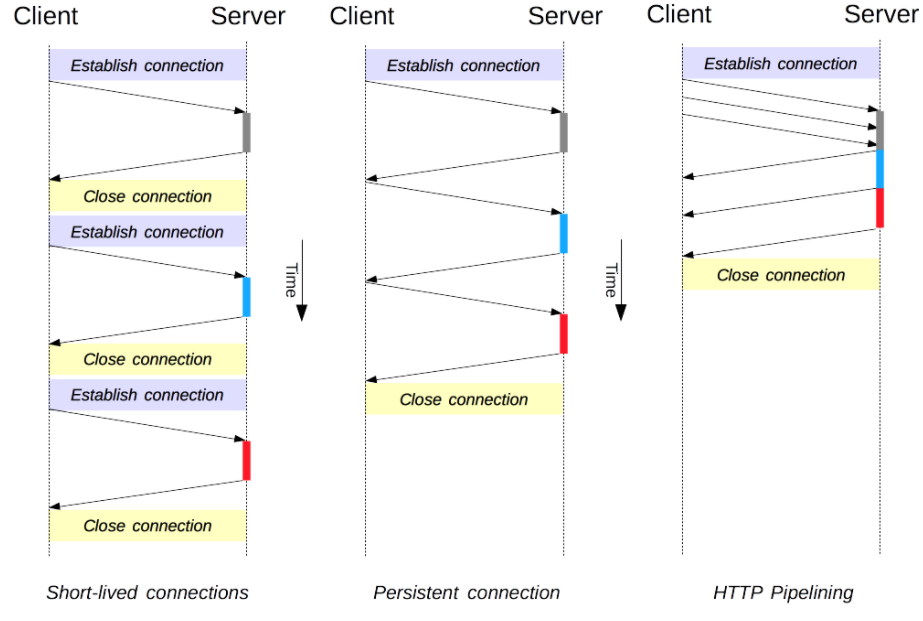 Client Server
Establish connection
Close connection
Establish connection
Close connection
Establish connection
Close connection
Short-lived connections
Time
Client Server
Establish connection
Close connection
Persistent connection
Time
Client Server
Establish connection
Close connection
HTTP Pipelining